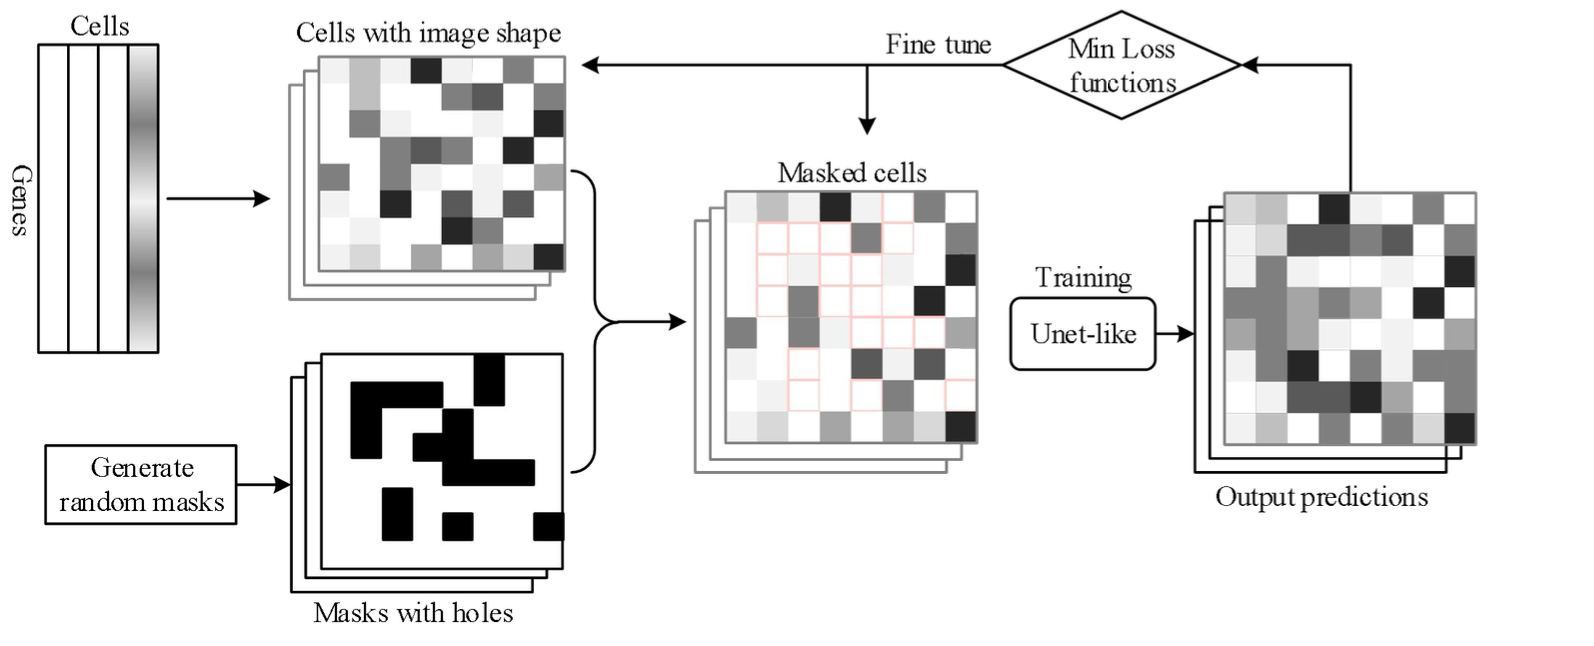 Cells
Genes
Cells with image shape
Generate
random masks
Masks with holes
Fine tune
Min Loss
functions
Masked cells
Training
Unet-like
Output predictions